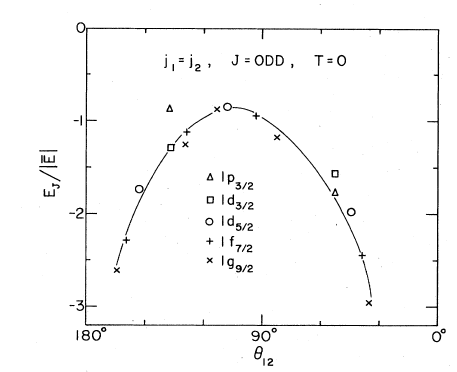 0
j₁ = j₂ , J = ODD , T = 0
-1
E_J/|E̅|
△ 1p₃/₂
□ 1d₃/₂
○ 1d₅/₂
+ 1f₇/₂
× 1g₉/₂
-2
-3
180° 90° 0°
θ₁₂